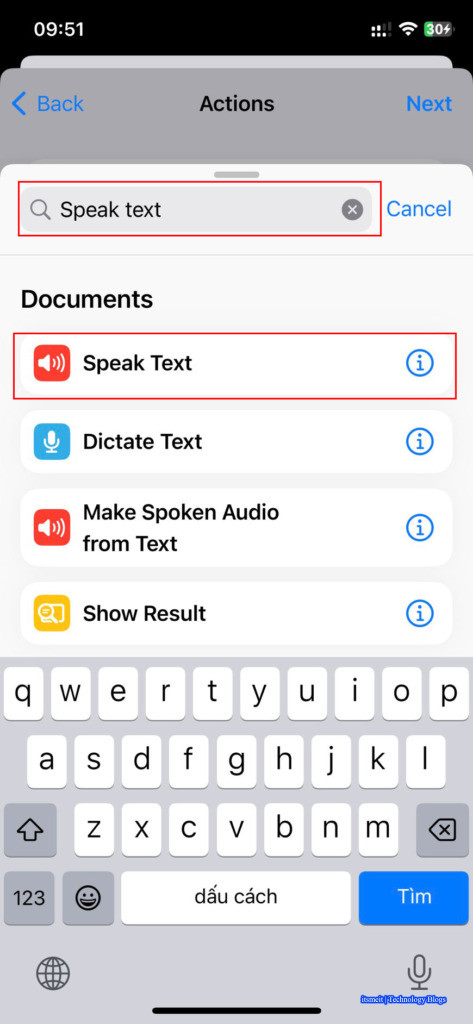 09:51
30
Back
Actions
Next
Speak text
Cancel
Documents
Speak Text
Dictate Text
Make Spoken Audio
from Text
Show Result
q w e r t y u i o p
a s d f g h j k l
z x c v b n m
123
dấu cách
Tìm
itsmeit | Technology Blogs